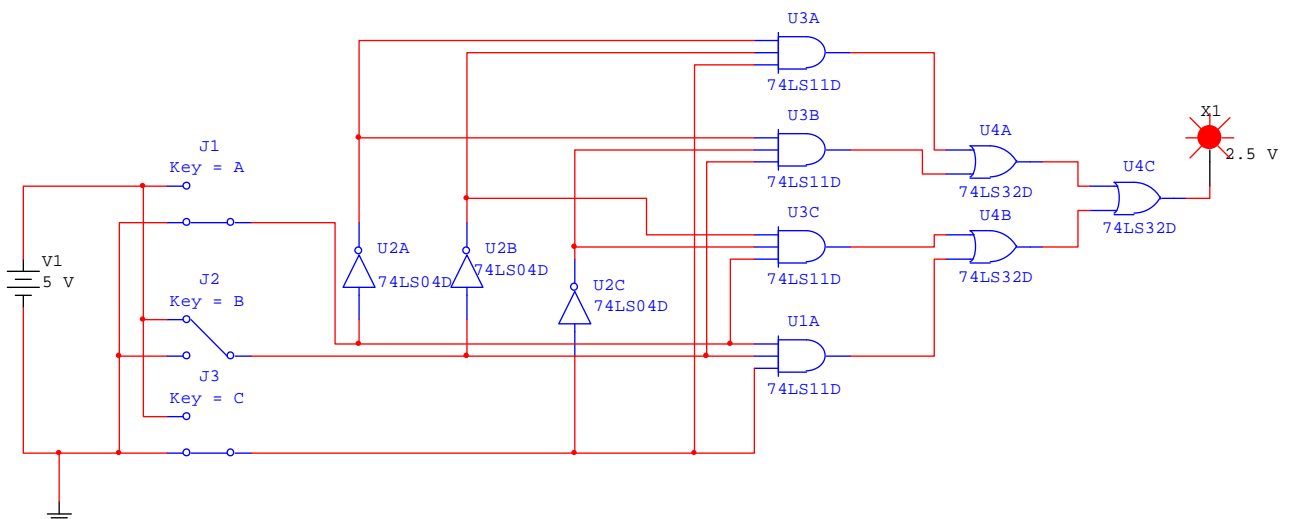 U3A
74LS11D
U3B
74LS11D
X1
2.5 V
U4A
74LS32D
U4C
74LS32D
J1
Key = A
U3C
74LS11D
U4B
74LS32D
V1
5 V
U2A
74LS04D
U2B
74LS04D
U2C
74LS04D
J2
Key = B
U1A
74LS11D
J3
Key = C